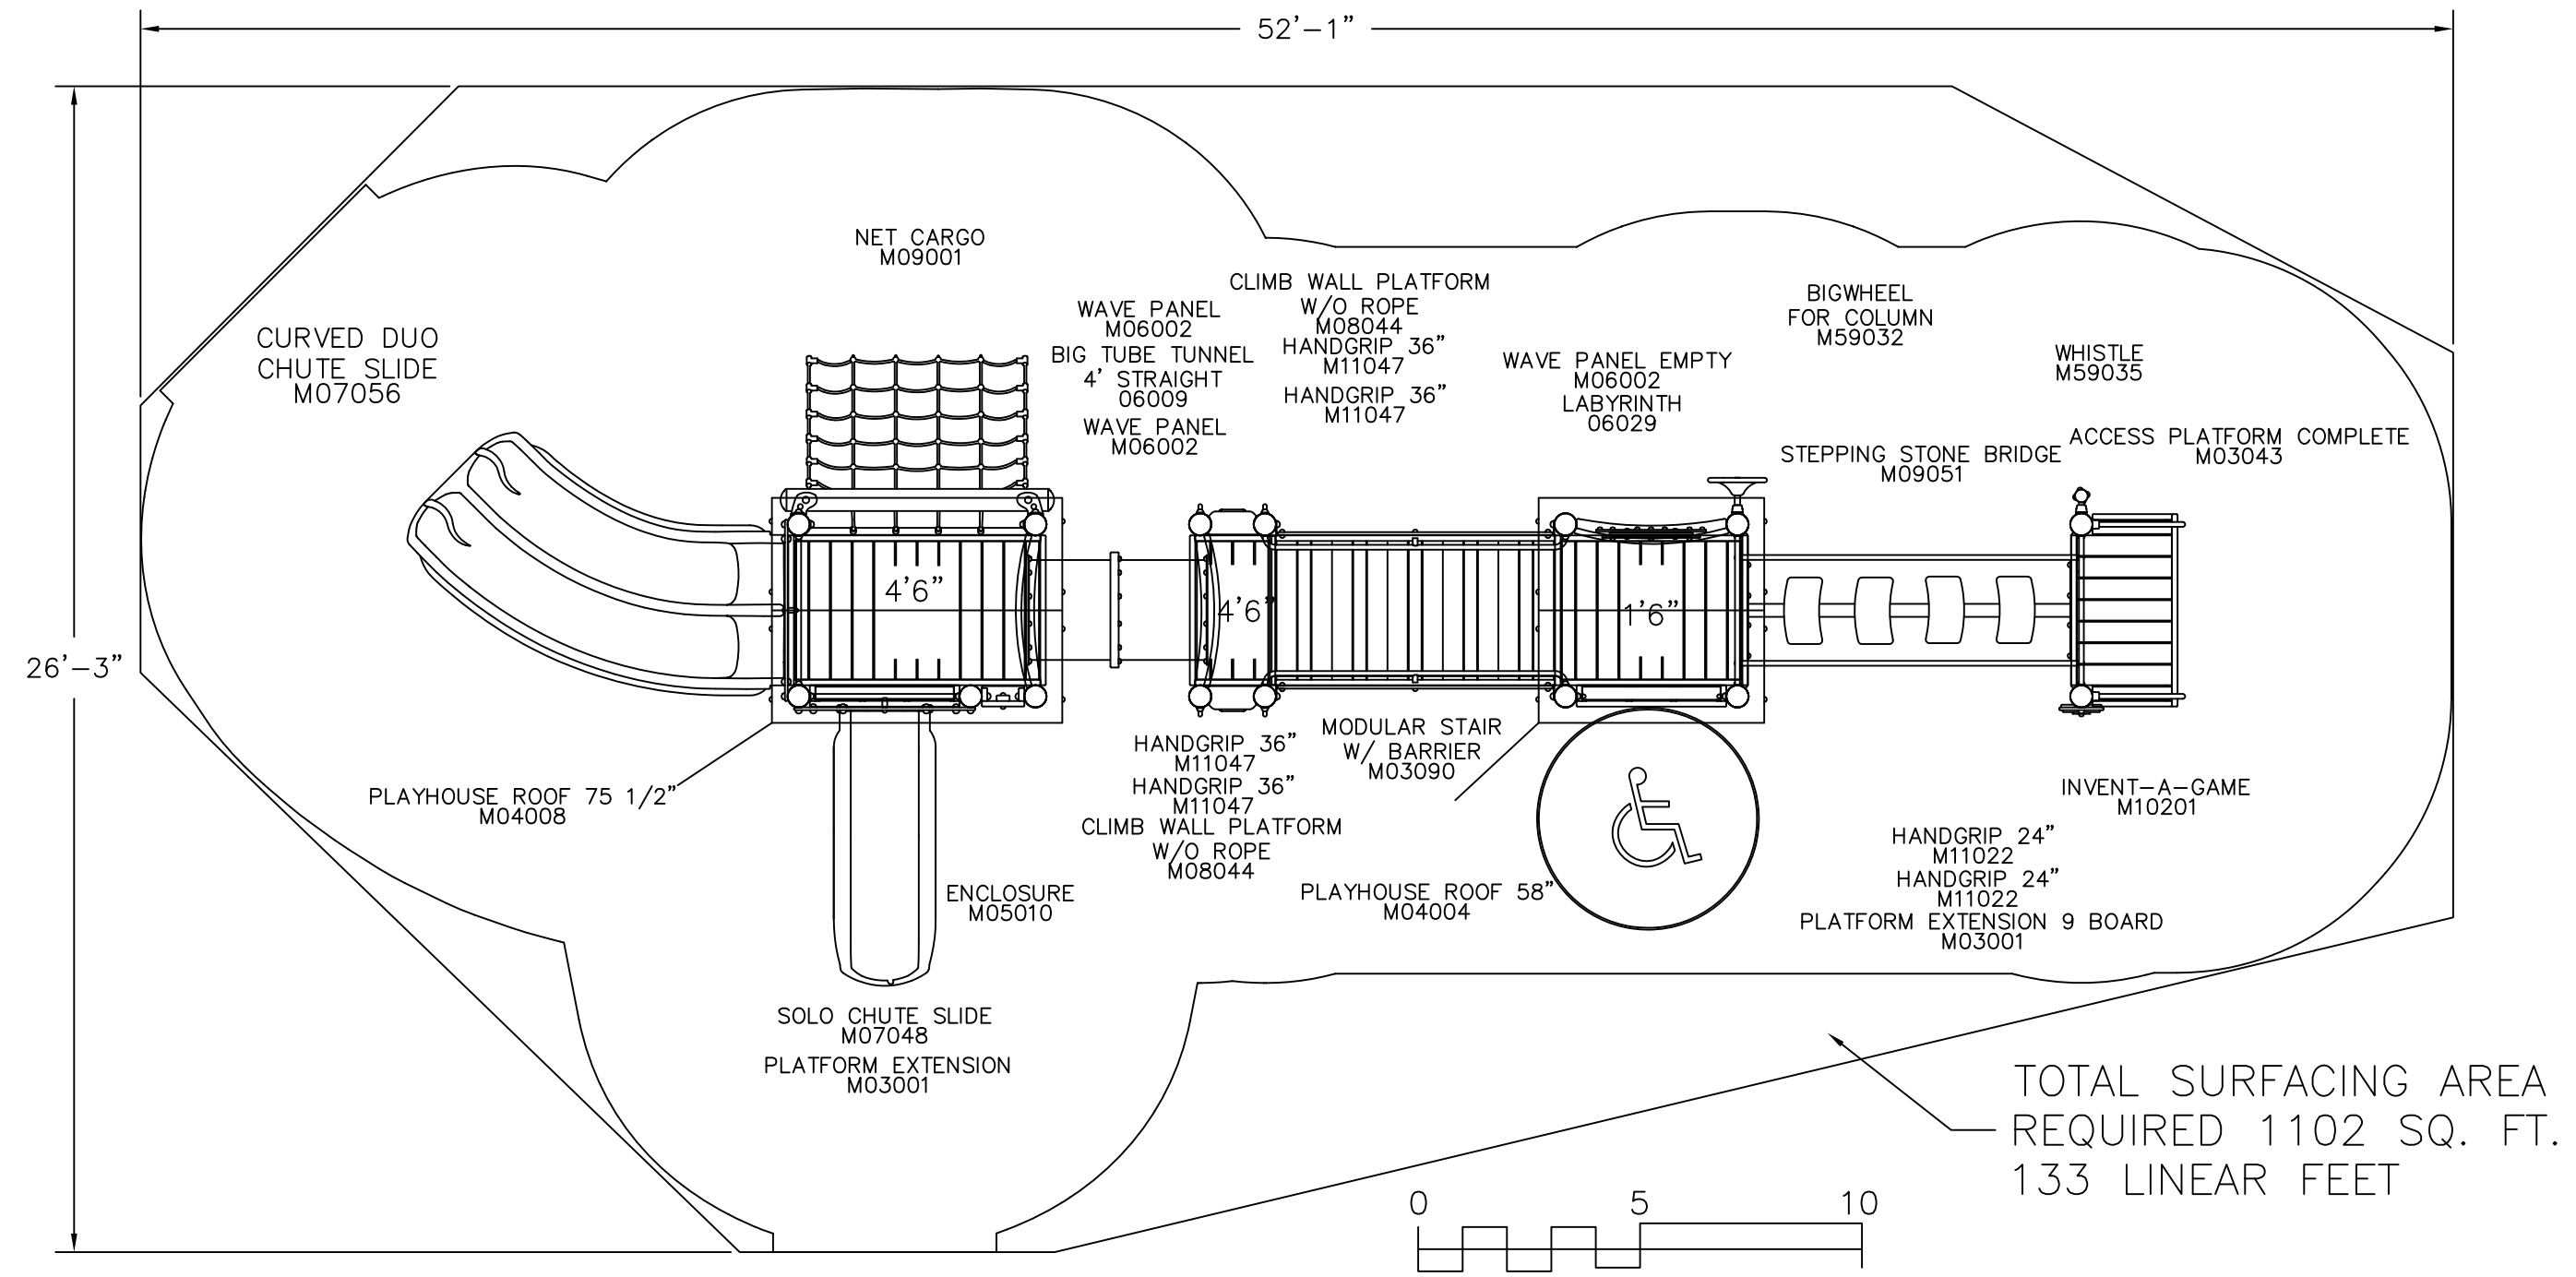 52'-1"
NET CARGO
M09001
CLIMB WALL PLATFORM
W/O ROPE
M08044
HANDGRIP 36"
M11047
HANDGRIP 36"
M11047
WAVE PANEL
M06002
BIG TUBE TUNNEL
4' STRAIGHT
06009
WAVE PANEL
M06002
BIGWHEEL
FOR COLUMN
M59032
CURVED DUO
CHUTE SLIDE
M07056
WAVE PANEL EMPTY
M06002
LABYRINTH
06029
WHISTLE
M59035
STEPPING STONE BRIDGE
M09051
ACCESS PLATFORM COMPLETE
M03043
4'6"
4'6"
1'6"
26'-3"
PLAYHOUSE ROOF 75 1/2"
M04008
HANDGRIP 36"
M11047
HANDGRIP 36"
M11047
CLIMB WALL PLATFORM
W/O ROPE
M08044
MODULAR STAIR
W/ BARRIER
M03090
INVENT-A-GAME
M10201
HANDGRIP 24"
M11022
HANDGRIP 24"
M11022
PLATFORM EXTENSION 9 BOARD
M03001
ENCLOSURE
M05010
PLAYHOUSE ROOF 58"
M04004
SOLO CHUTE SLIDE
M07048
PLATFORM EXTENSION
M03001
TOTAL SURFACING AREA
REQUIRED 1102 SQ. FT.
133 LINEAR FEET
0 5 10